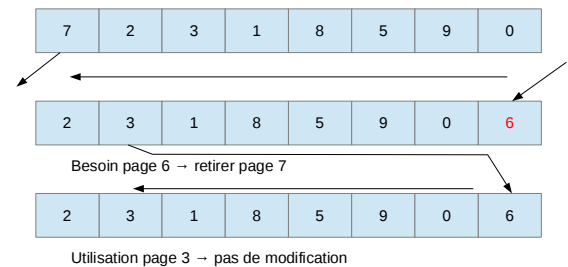 7 2 3 1 8 5 9 0
2 3 1 8 5 9 0 6
Besoin page 6 → retirer page 7
2 3 1 8 5 9 0 6
Utilisation page 3 → pas de modification